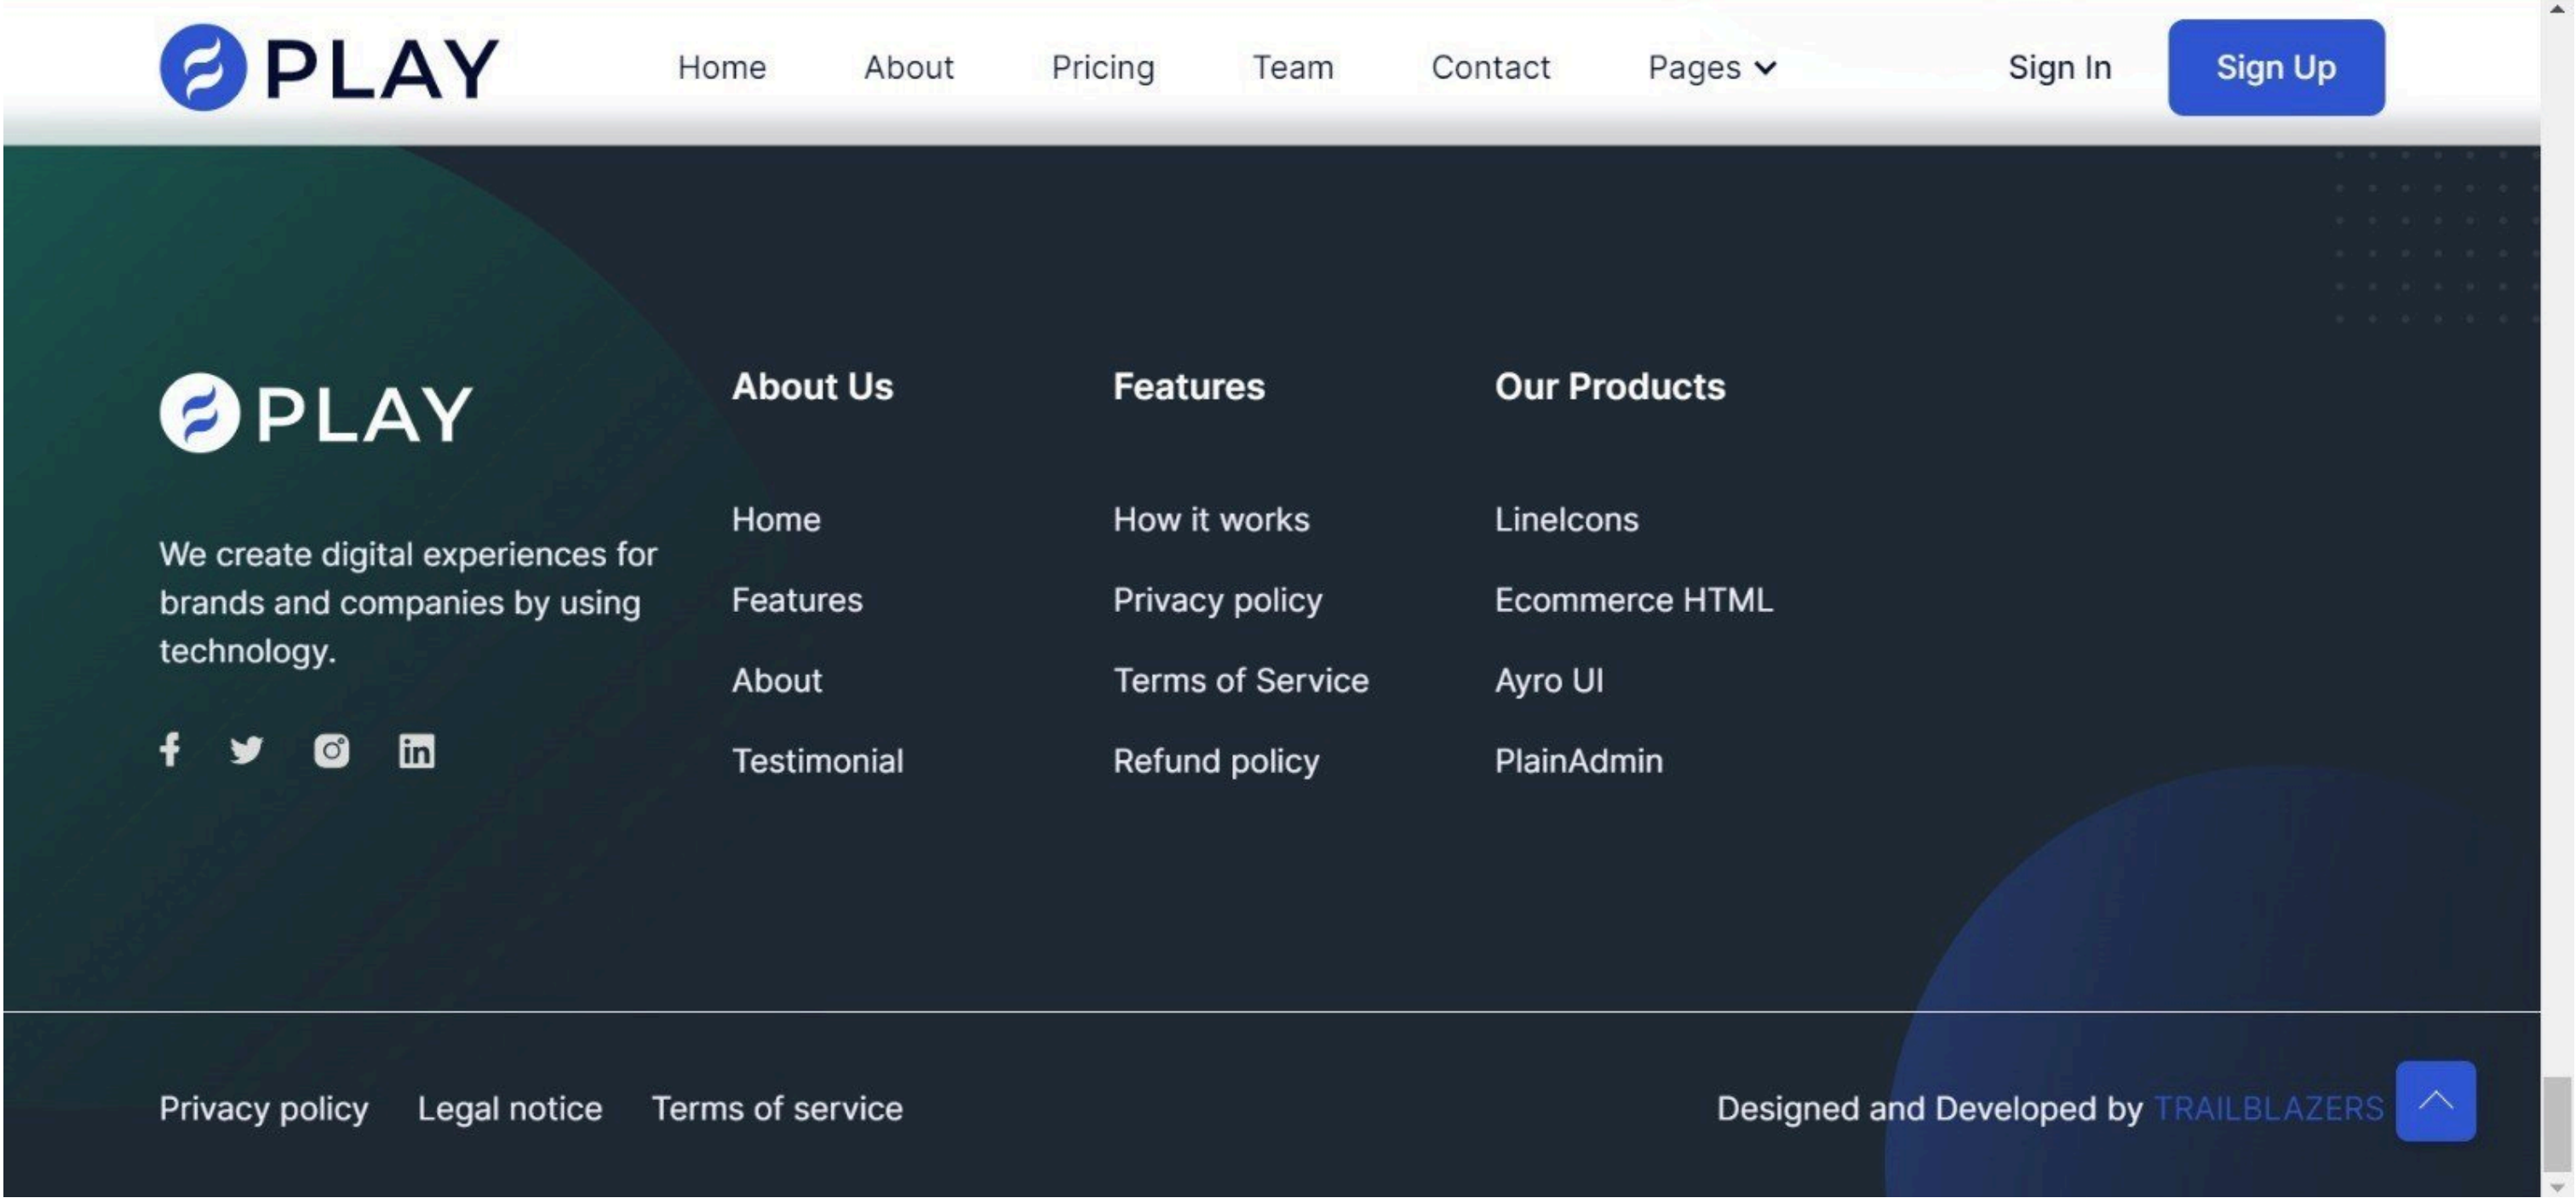 PLAY Home About Pricing Team Contact Pages Sign In Sign Up
PLAY
We create digital experiences for
brands and companies by using
technology.
About Us
Home
Features
About
Testimonial
Features
How it works
Privacy policy
Terms of Service
Refund policy
Our Products
LineIcons
Ecommerce HTML
Ayro UI
PlainAdmin
Privacy policy Legal notice Terms of service
Designed and Developed by TRAILBLAZERS